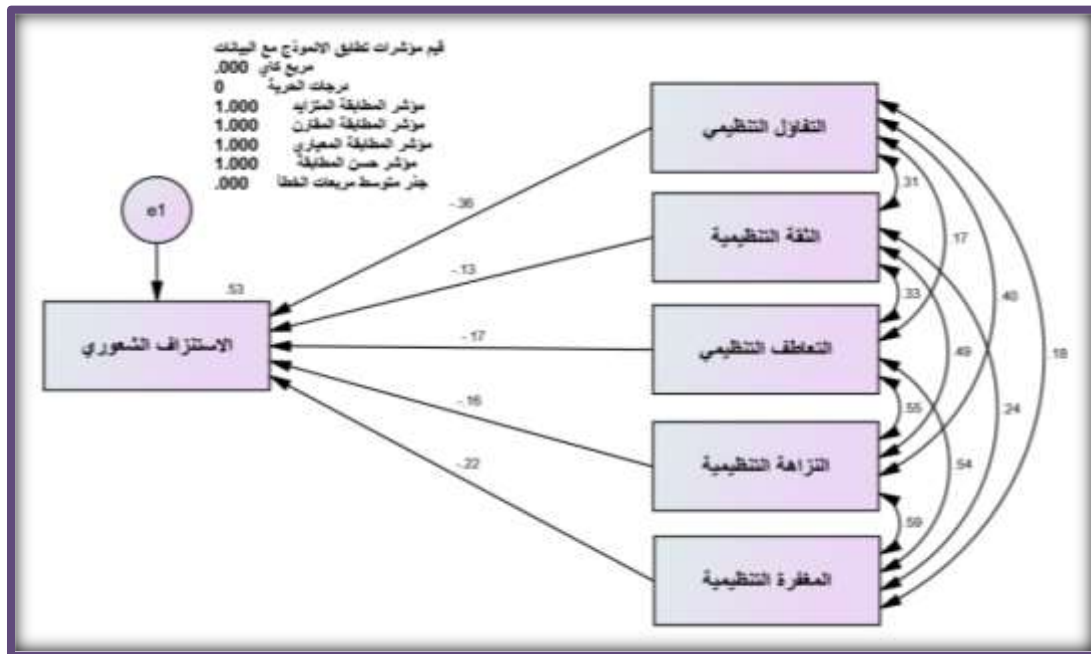 قيم مؤشرات تطابق الانموذج مع البيانات
مربع كاي .000
درجات الحرية 0
مؤشر المطابقة المتزايد 1.000
مؤشر المطابقة المقارن 1.000
مؤشر المطابقة المعياري 1.000
مؤشر حسن المطابقة 1.000
جذر متوسط مربعات الخطأ .000
e1
.53
الاستنزاف الشعوري
-.36
-.13
-.17
-.16
-.22
التفاؤل التنظيمي
الثقة التنظيمية
التعاطف التنظيمي
النزاهة التنظيمية
المغفرة التنظيمية
.31
.17
.33
.40
.49
.18
.24
.55
.54
.59